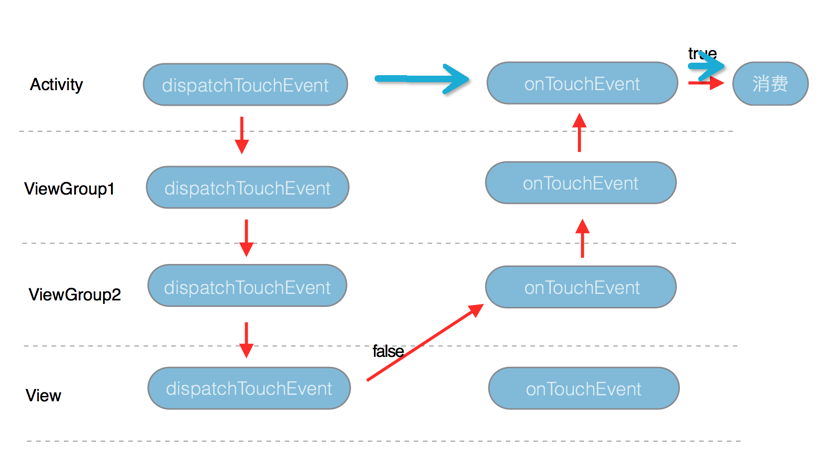 Activity
dispatchTouchEvent
onTouchEvent
true
消费
ViewGroup1
dispatchTouchEvent
onTouchEvent
ViewGroup2
dispatchTouchEvent
onTouchEvent
false
View
dispatchTouchEvent
onTouchEvent